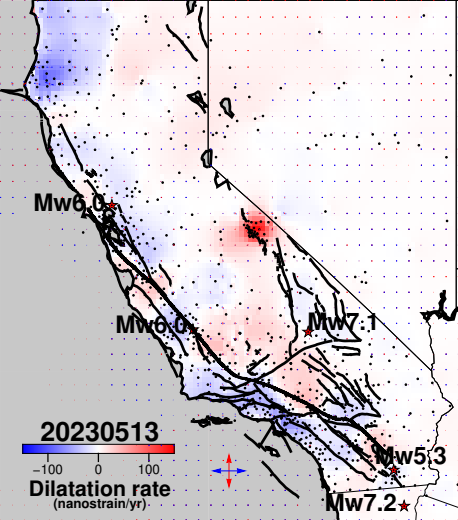 Mw6.0
Mw6.0
Mw7.1
20230513
−100 0 100
Dilatation rate
(nanostrain/yr)
Mw5.3
Mw7.2